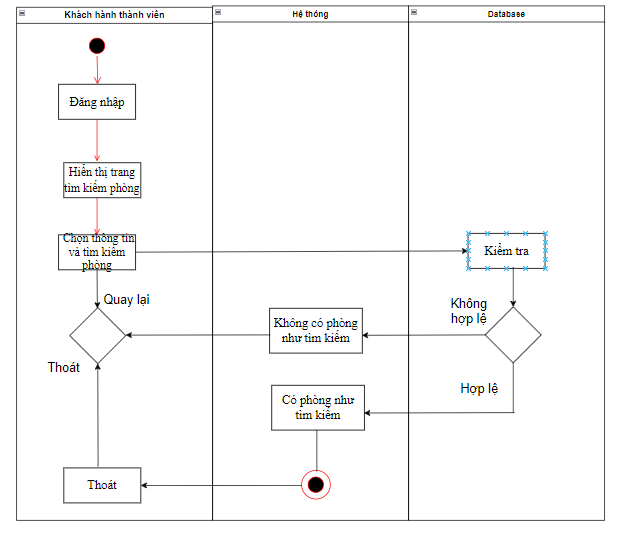 Khách hành thành viên
Hệ thống
Database
Đăng nhập
Hiển thị trang
tìm kiếm phòng
Chọn thông tin
và tìm kiếm
phòng
Kiểm tra
Quay lại
Không
hợp lệ
Không có phòng
như tìm kiếm
Thoát
Hợp lệ
Có phòng như
tìm kiếm
Thoát